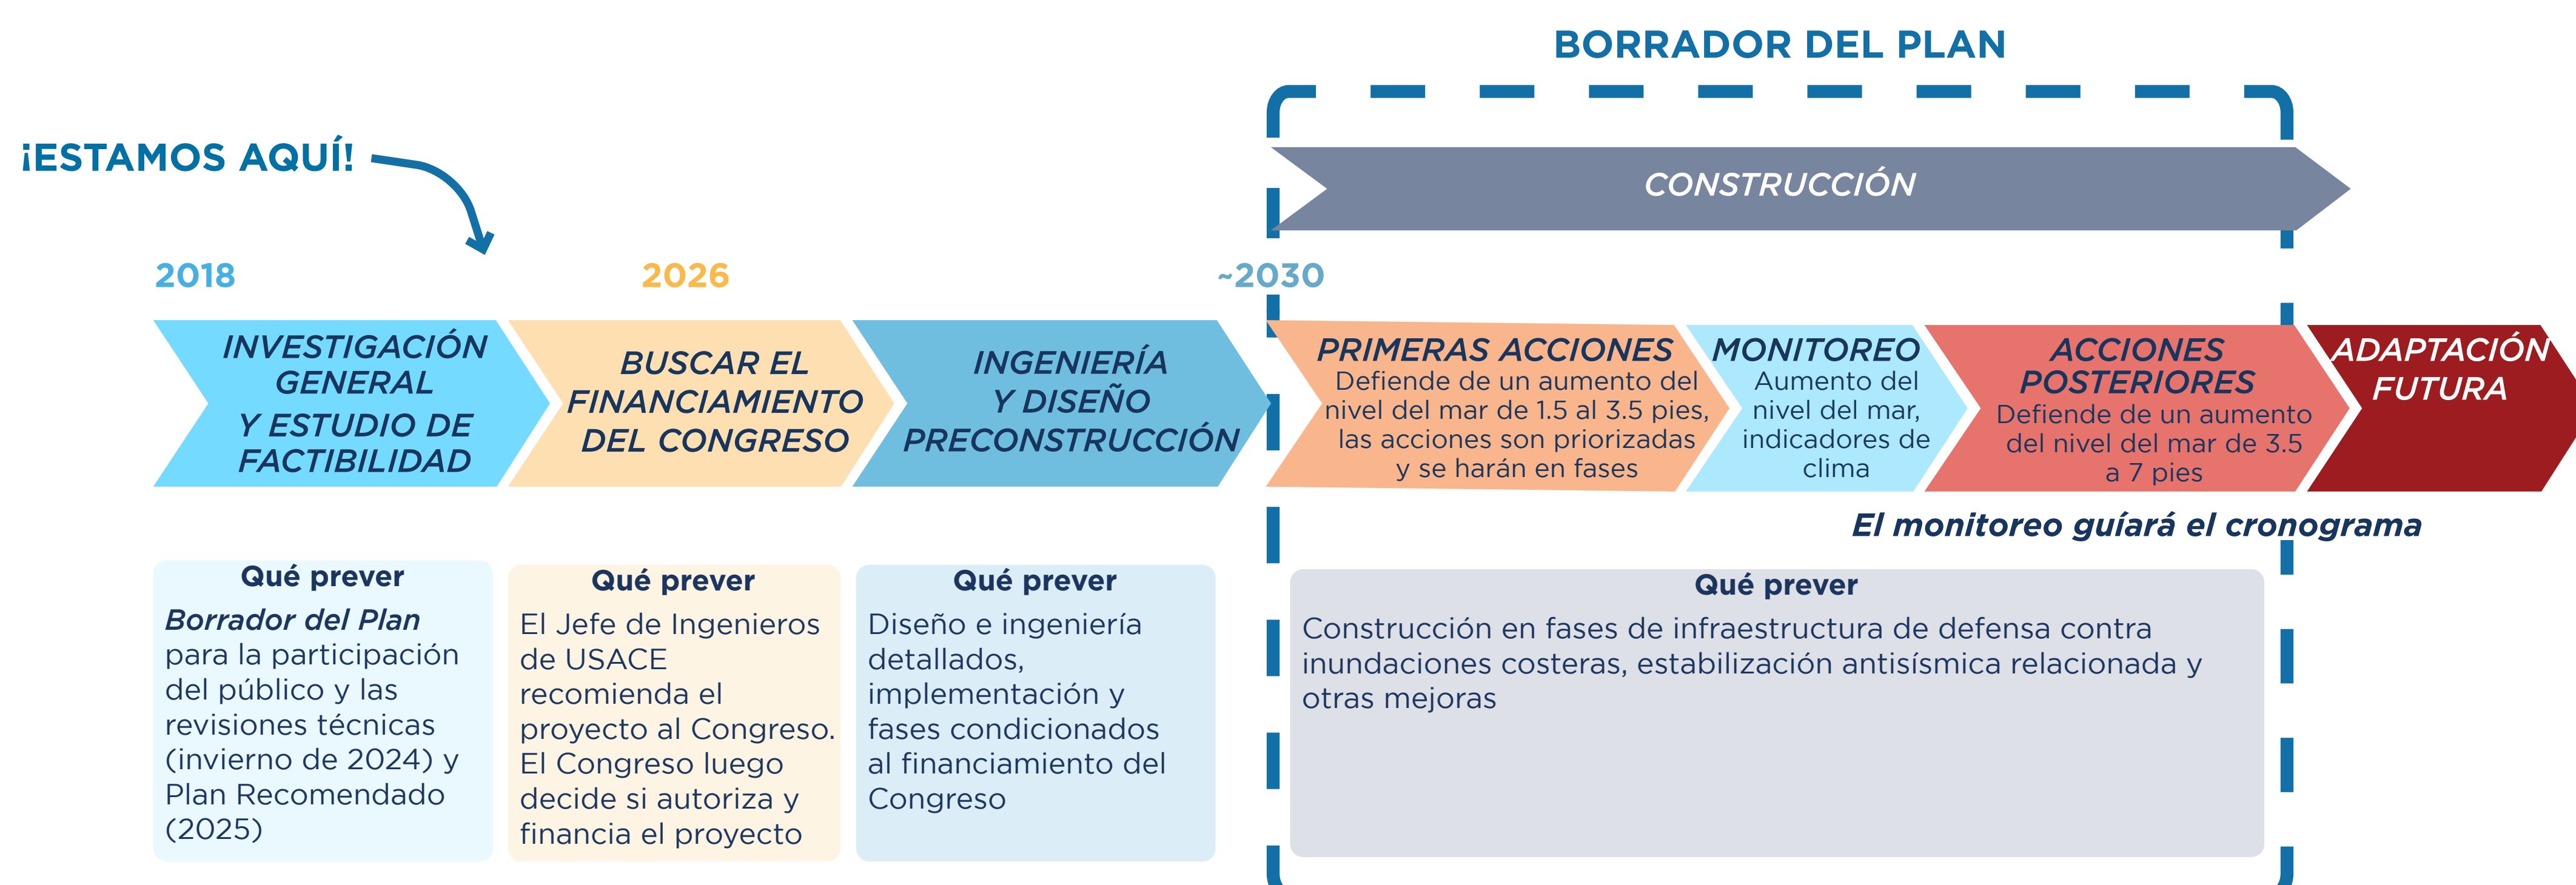 BORRADOR DEL PLAN
¡ESTAMOS AQUÍ!
CONSTRUCCIÓN
2018
2026
~2030
INVESTIGACIÓN
GENERAL
Y ESTUDIO DE
FACTIBILIDAD
BUSCAR EL
FINANCIAMIENTO
DEL CONGRESO
INGENIERÍA
Y DISEÑO
PRECONSTRUCCIÓN
PRIMERAS ACCIONES
Defiende de un aumento del
nivel del mar de 1.5 al 3.5 pies,
las acciones son priorizadas
y se harán en fases
MONITOREO
Aumento del
nivel del mar,
indicadores de
clima
ACCIONES
POSTERIORES
Defiende de un aumento
del nivel del mar de 3.5
a 7 pies
ADAPTACIÓN
FUTURA
El monitoreo guíará el cronograma
Qué prever
Borrador del Plan
para la participación
del público y las
revisiones técnicas
(invierno de 2024) y
Plan Recomendado
(2025)
Qué prever
El Jefe de Ingenieros
de USACE
recomienda el
proyecto al Congreso.
El Congreso luego
decide si autoriza y
financia el proyecto
Qué prever
Diseño e ingeniería
detallados,
implementación y
fases condicionados
al financiamiento del
Congreso
Qué prever
Construcción en fases de infraestructura de defensa contra
inundaciones costeras, estabilización antisísmica relacionada y
otras mejoras